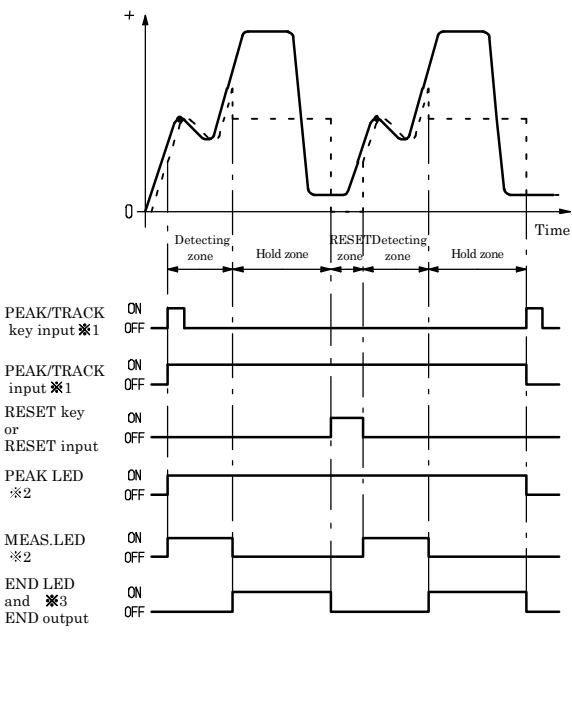 +
0
Time
Detecting zone
Hold zone
RESET zone
Detecting zone
Hold zone
PEAK/TRACK
key input ※1
ON
OFF
PEAK/TRACK
input ※1
ON
OFF
RESET key
or
RESET input
ON
OFF
PEAK LED
※2
ON
OFF
MEAS.LED
※2
ON
OFF
END LED
and ※3
END output
ON
OFF